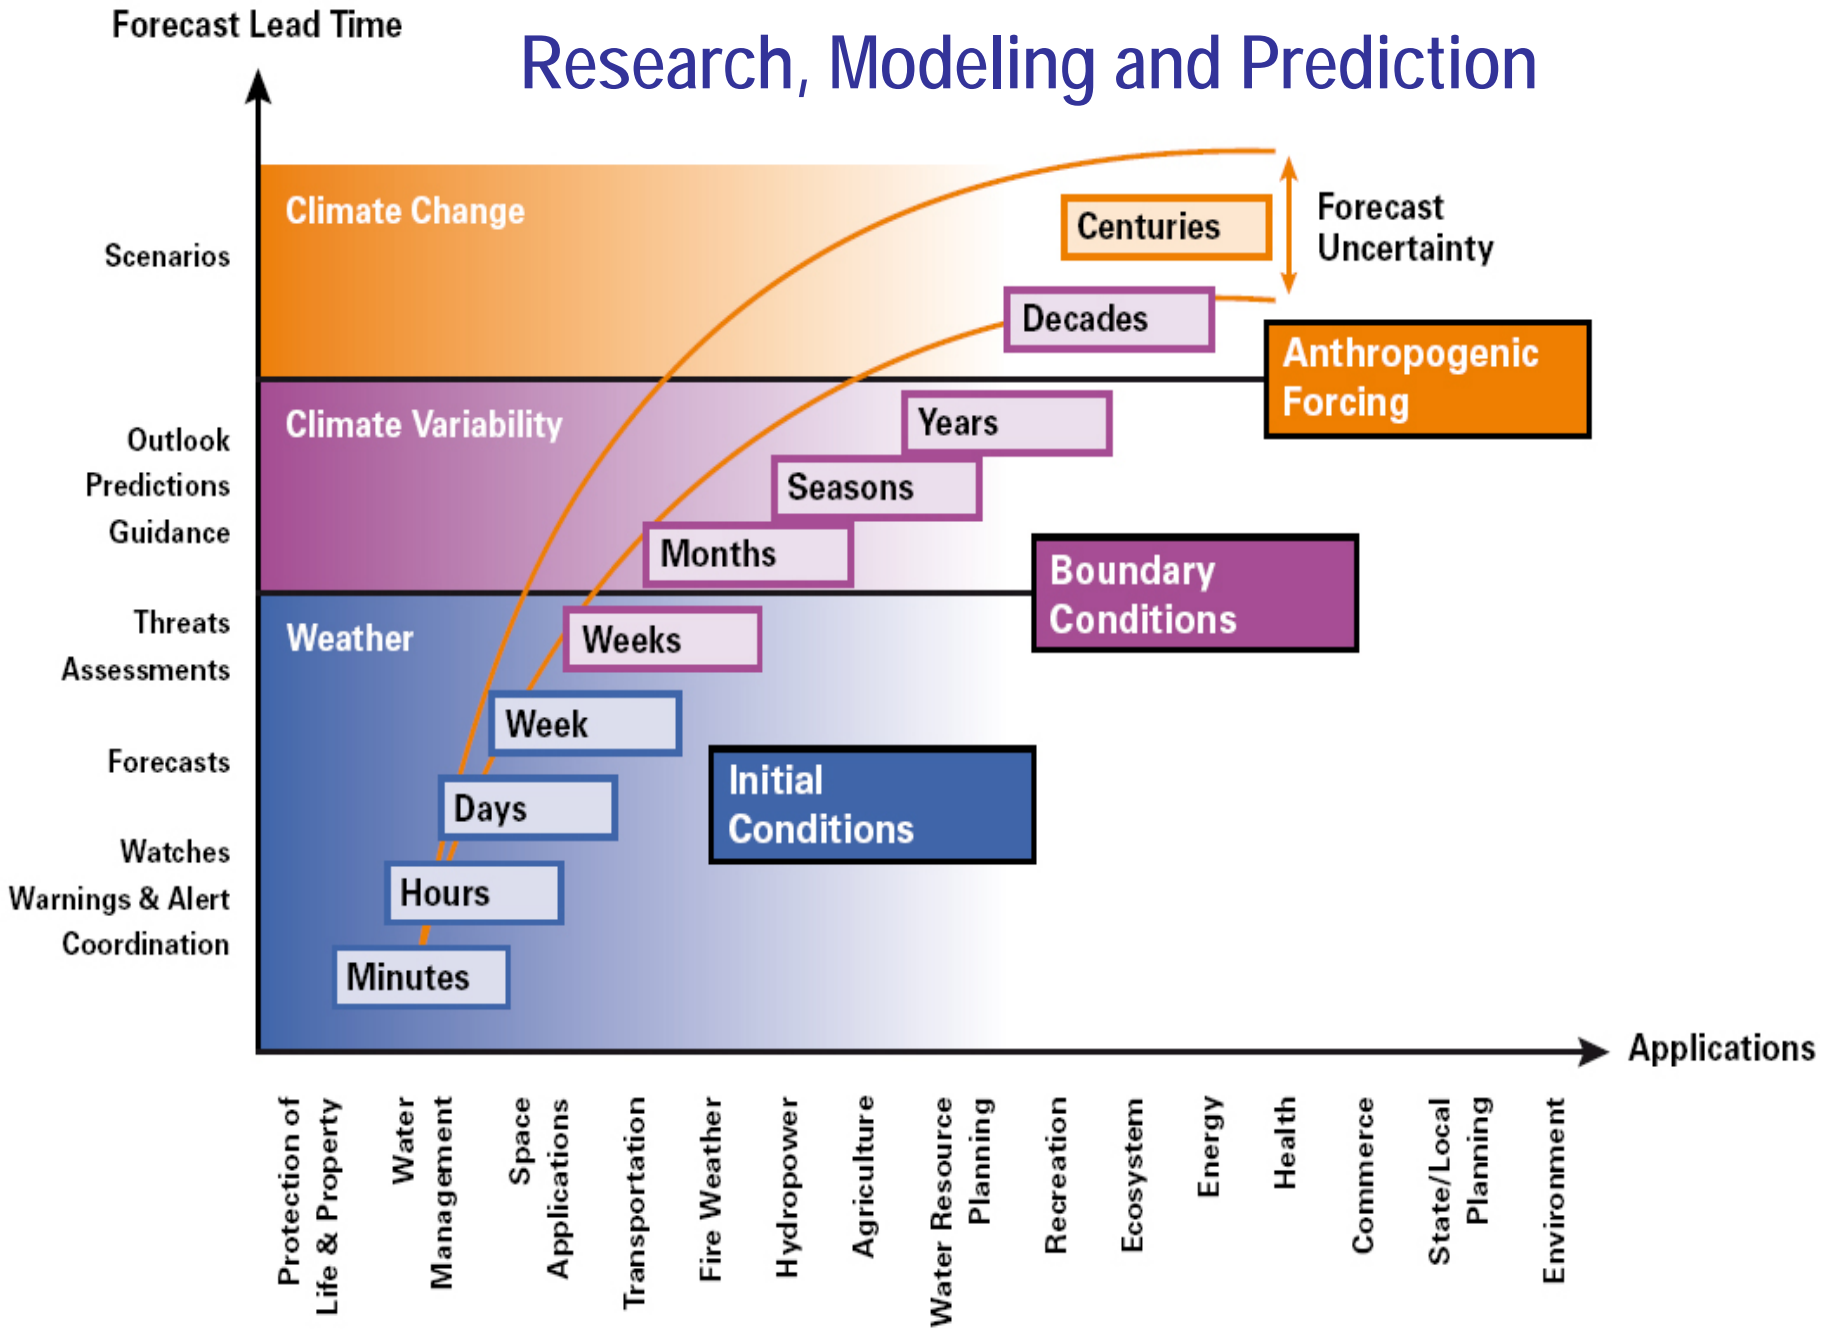 Forecast Lead Time
Research, Modeling and Prediction
Climate Change
Scenarios
Centuries
Forecast
Uncertainty
Decades
Anthropogenic
Forcing
Climate Variability
Outlook
Predictions
Guidance
Years
Seasons
Months
Boundary
Conditions
Weather
Threats
Assessments
Weeks
Week
Forecasts
Days
Initial
Conditions
Watches
Warnings & Alert
Coordination
Hours
Minutes
Applications
Protection of
Life & Property
Water
Management
Space
Applications
Transportation
Fire Weather
Hydropower
Agriculture
Water Resource
Planning
Recreation
Ecosystem
Energy
Health
Commerce
State/Local
Planning
Environment